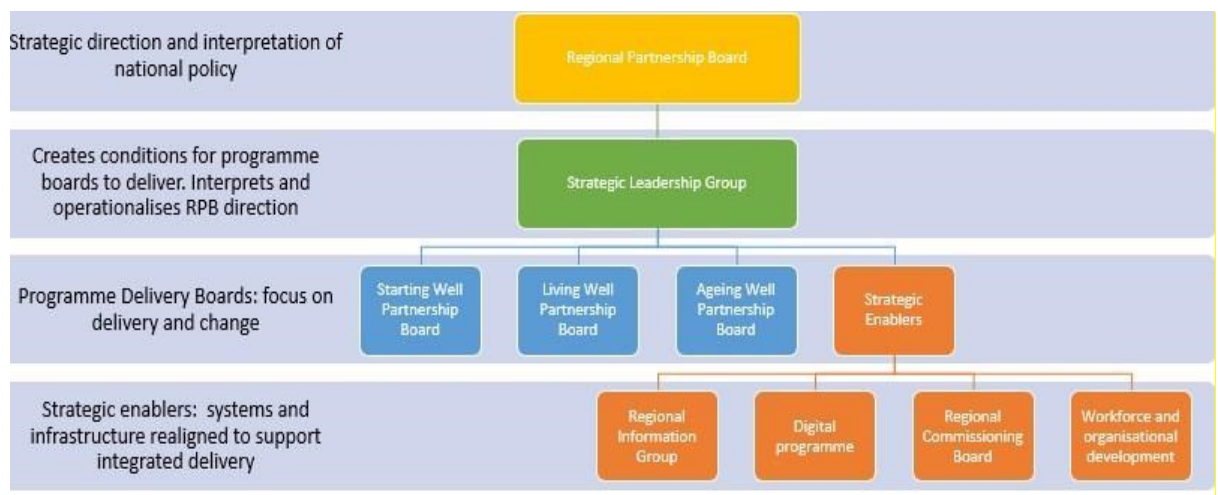 Strategic direction and interpretation of
national policy
Regional Partnership Board
Creates conditions for programme
boards to deliver. Interprets and
operationalises RPB direction
Strategic Leadership Group
Programme Delivery Boards: focus on
delivery and change
Starting Well
Partnership
Board
Living Well
Partnership
Board
Ageing Well
Partnership
Board
Strategic
Enablers
Strategic enablers: systems and
infrastructure realigned to support
integrated delivery
Regional
Information
Group
Digital
programme
Regional
Commissioning
Board
Workforce and
organisational
development